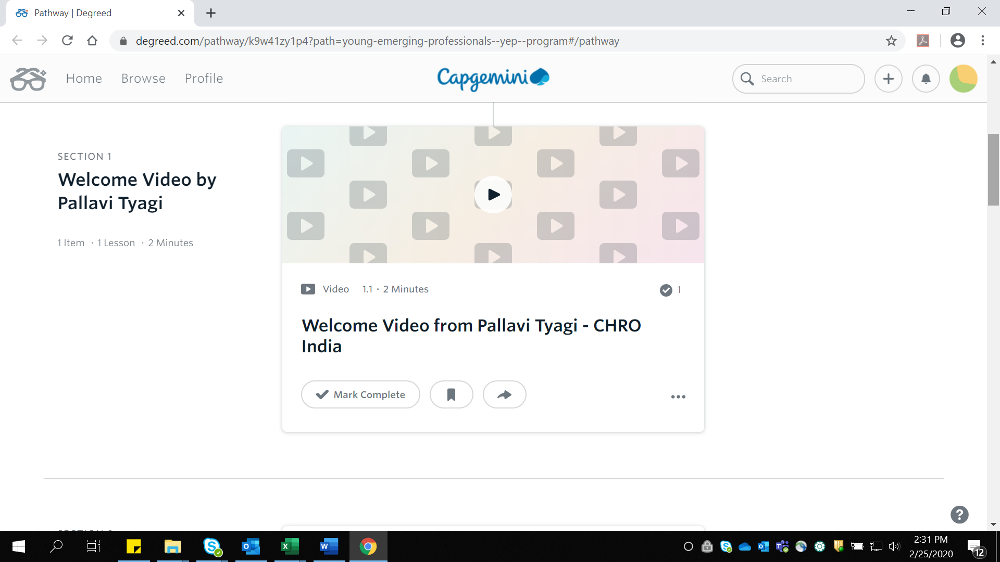 Pathway | Degreed
degreed.com/pathway/k9w41zy1p4?path=young-emerging-professionals--yep--program#/pathway
Home Browse Profile
Capgemini
Search
SECTION 1
Welcome Video by
Pallavi Tyagi
1 Item · 1 Lesson · 2 Minutes
Video 1.1 · 2 Minutes
1
Welcome Video from Pallavi Tyagi - CHRO
India
Mark Complete
?
2:31 PM
2/25/2020
12